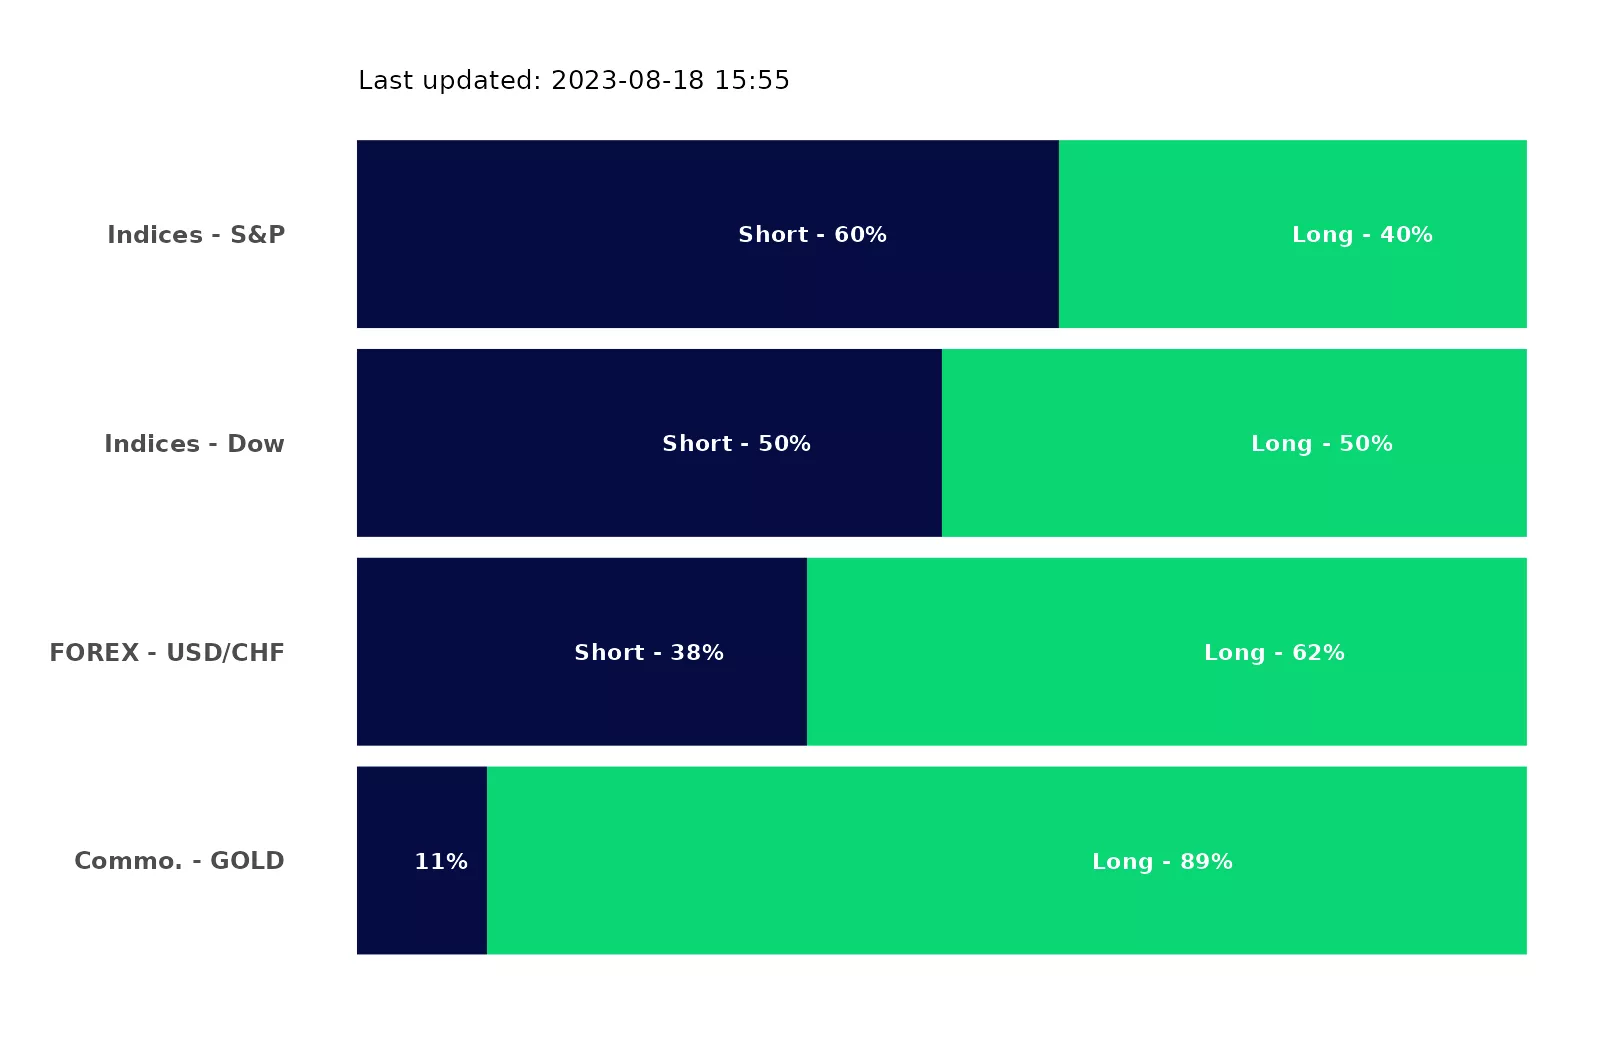 Last updated: 2023-08-18 15:55
Indices - S&P Short - 60% Long - 40%
Indices - Dow Short - 50% Long - 50%
FOREX - USD/CHF Short - 38% Long - 62%
Commo. - GOLD 11% Long - 89%